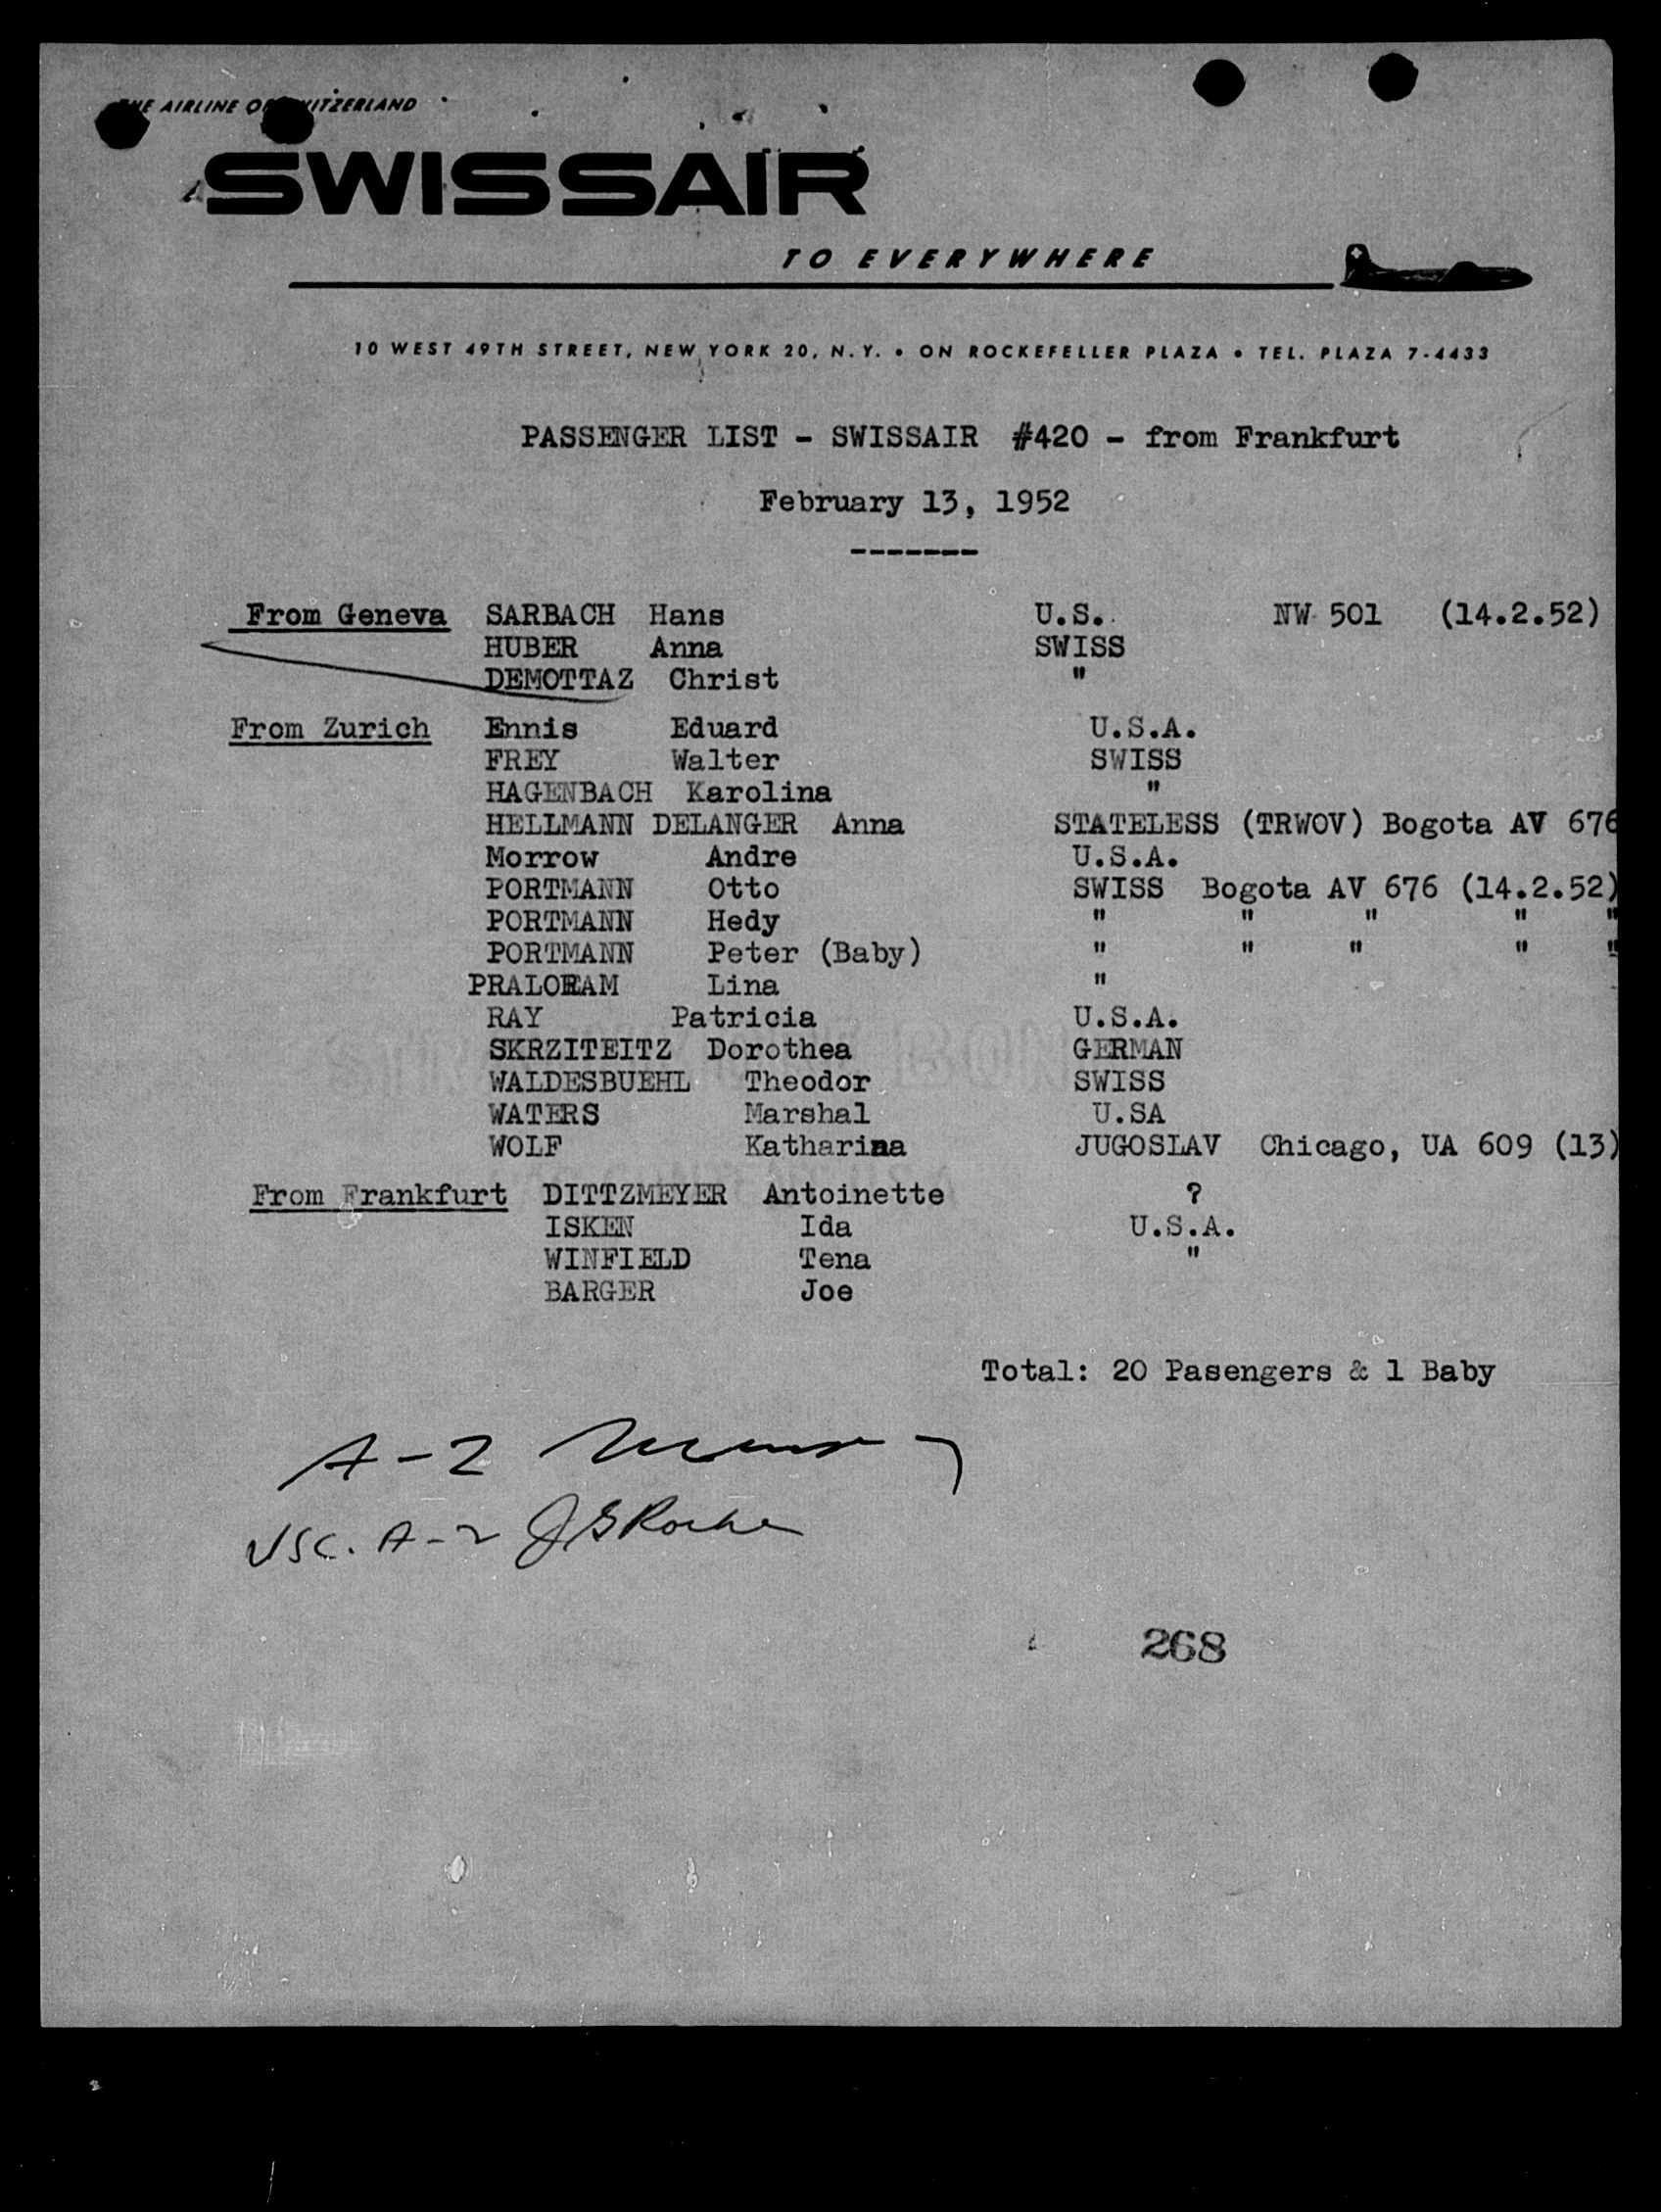 THE AIRLINE OF SWITZERLAND
SWISSAIR
TO EVERYWHERE
10 WEST 49TH STREET, NEW YORK 20, N.Y. • ON ROCKEFELLER PLAZA • TEL. PLAZA 7-4433
PASSENGER LIST - SWISSAIR #420 - from Frankfurt
February 13, 1952
-------
From Geneva SARBACH Hans U.S. NW 501 (14.2.52)
HUBER Anna SWISS
DEMOTTAZ Christ "
From Zurich Ennis Eduard U.S.A.
FREY Walter SWISS
HAGENBACH Karolina "
HELLMANN DELANGER Anna STATELESS (TRWOV) Bogota AV 676
Morrow Andre U.S.A.
PORTMANN Otto SWISS Bogota AV 676 (14.2.52)
PORTMANN Hedy " " " " "
PORTMANN Peter (Baby) " " " " "
Lina "
RAY Patricia U.S.A.
SKRZITEITZ Dorothea GERMAN
WALDESBUEHL Theodor SWISS
WATERS Marshal U.SA
WOLF Katharina JUGOSLAV Chicago, UA 609 (13)
From Frankfurt DITTZMEYER Antoinette ?
ISKEN Ida U.S.A.
WINFIELD Tena "
BARGER Joe
Total: 20 Pasengers & 1 Baby
A-2
A-2
268